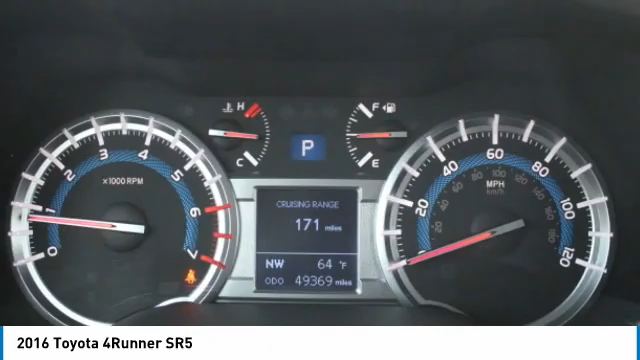 H
C
F
E
P
0
1
2
3
4
5
6
7
x1000 RPM
CRUISING RANGE
171 miles
NW 64 °F
ODO 49369 miles
20
40
60
80
100
120
MPH
km/h
2016 Toyota 4Runner SR5